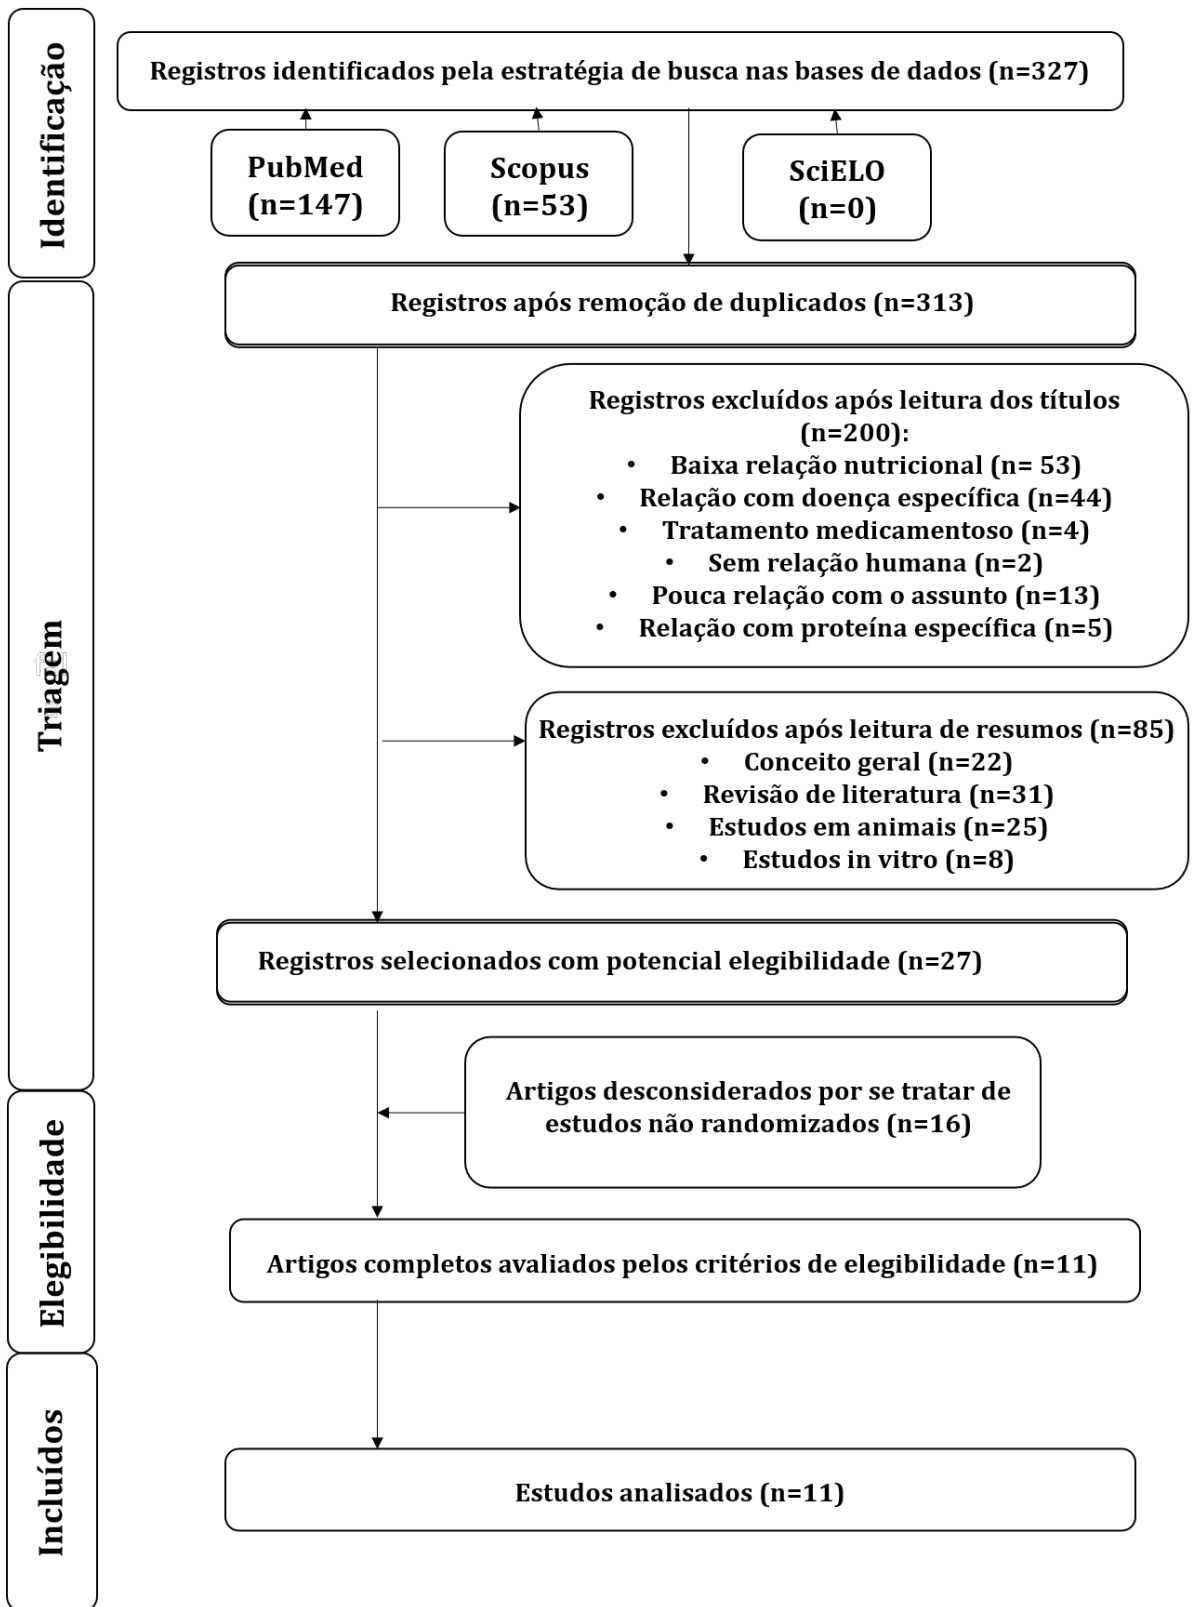 Identificação
Registros identificados pela estratégia de busca nas bases de dados (n=327)
PubMed
(n=147)
Scopus
(n=53)
SciELO
(n=0)
Triagem
Registros após remoção de duplicados (n=313)
Registros excluídos após leitura dos títulos
(n=200):
• Baixa relação nutricional (n= 53)
• Relação com doença específica (n=44)
• Tratamento medicamentoso (n=4)
• Sem relação humana (n=2)
• Pouca relação com o assunto (n=13)
• Relação com proteína específica (n=5)
Registros excluídos após leitura de resumos (n=85)
• Conceito geral (n=22)
• Revisão de literatura (n=31)
• Estudos em animais (n=25)
• Estudos in vitro (n=8)
Registros selecionados com potencial elegibilidade (n=27)
Elegibilidade
Artigos desconsiderados por se tratar de
estudos não randomizados (n=16)
Artigos completos avaliados pelos critérios de elegibilidade (n=11)
Incluídos
Estudos analisados (n=11)